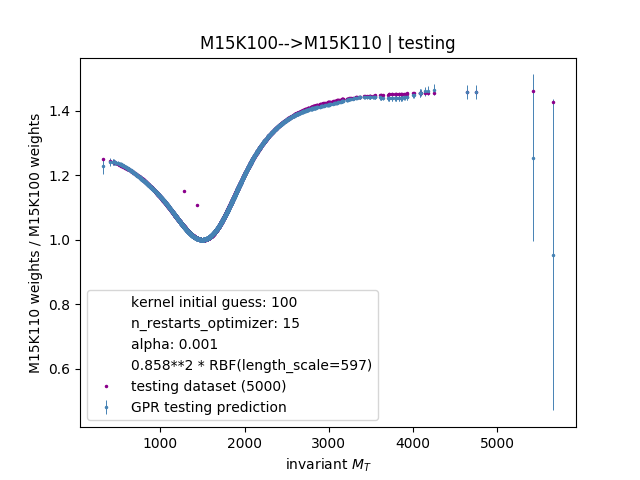 M15K100-->M15K110 | testing
M15K110 weights / M15K100 weights
1.4
1.2
1.0
0.8
0.6
kernel initial guess: 100
n_restarts_optimizer: 15
alpha: 0.001
0.858**2 * RBF(length_scale=597)
testing dataset (5000)
GPR testing prediction
1000 2000 3000 4000 5000
invariant M_T